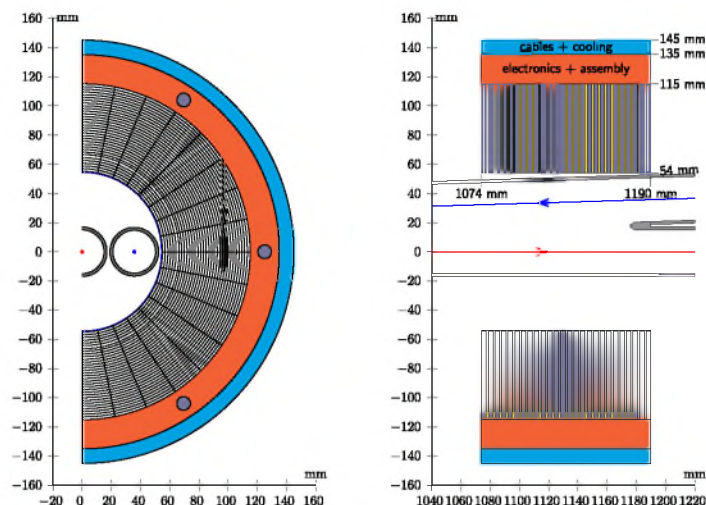 mm
160
140
120
100
80
60
40
20
0
−20
−40
−60
−80
−100
−120
−140
−160
mm
−20 0 20 40 60 80 100 120 140 160
mm
160
140
120
100
80
60
40
20
0
−20
−40
−60
−80
−100
−120
−140
−160
cables + cooling
electronics + assembly
145 mm
135 mm
115 mm
54 mm
1074 mm
1190 mm
mm
1040 1060 1080 1100 1120 1140 1160 1180 1200 1220